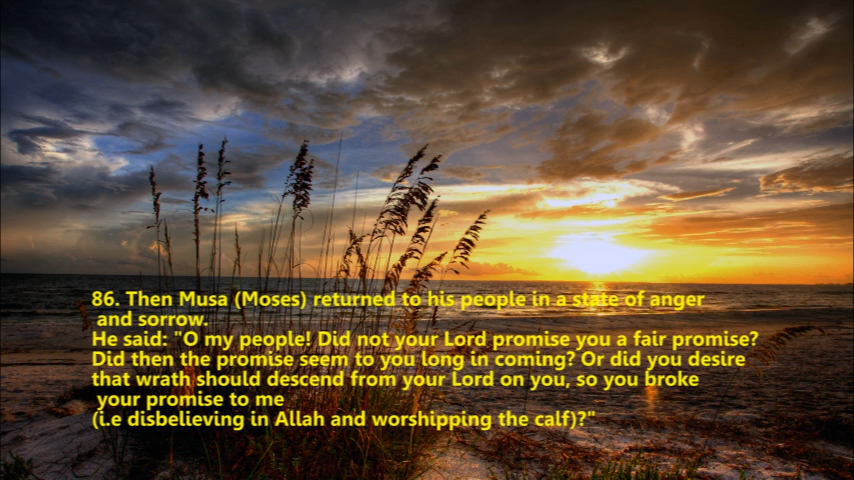 86. Then Musa (Moses) returned to his people in a state of anger
and sorrow.
He said: "O my people! Did not your Lord promise you a fair promise?
Did then the promise seem to you long in coming? Or did you desire
that wrath should descend from your Lord on you, so you broke
your promise to me
(i.e disbelieving in Allah and worshipping the calf)?"